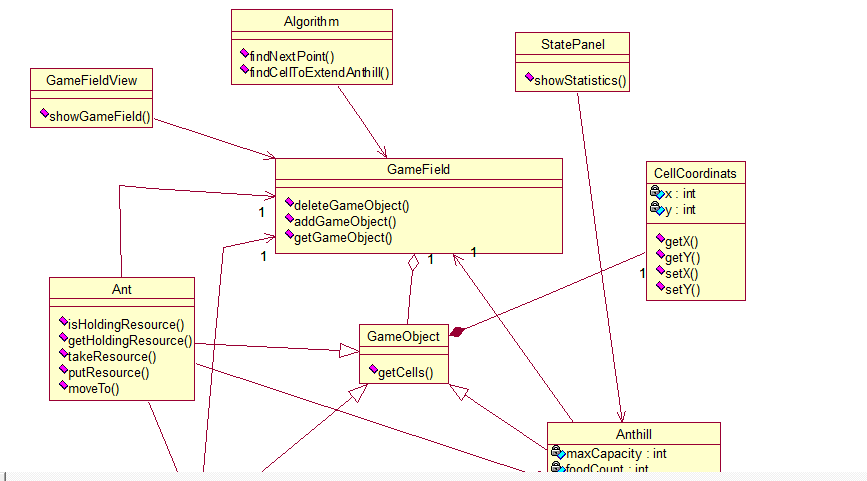 Algorithm
findNextPoint()
findCellToExtendAnthill()
StatePanel
showStatistics()
GameFieldView
showGameField()
GameField
deleteGameObject()
addGameObject()
getGameObject()
1
1
1
1
CellCoordinats
x : int
y : int
getX()
getY()
setX()
setY()
1
Ant
isHoldingResource()
getHoldingResource()
takeResource()
putResource()
moveTo()
GameObject
getCells()
Anthill
maxCapacity : int
foodCount : int